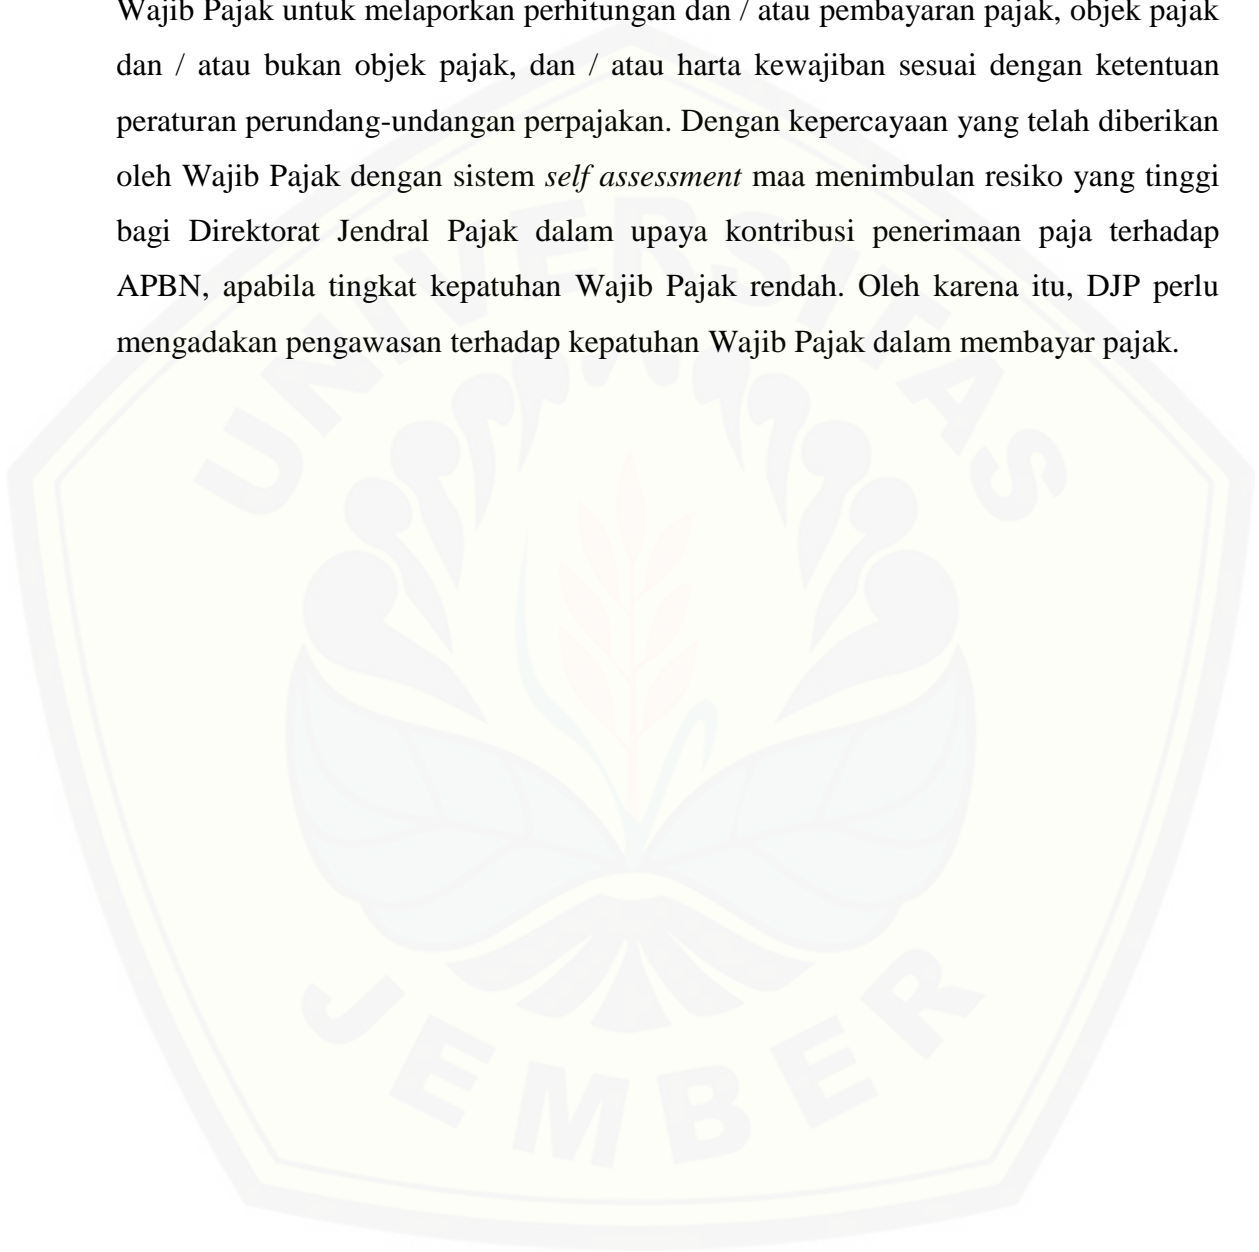 Wajib Pajak untuk melaporkan perhitungan dan / atau pembayaran pajak, objek pajak
dan / atau bukan objek pajak, dan / atau harta kewajiban sesuai dengan ketentuan
peraturan perundang-undangan perpajakan. Dengan kepercayaan yang telah diberikan
oleh Wajib Pajak dengan sistem self assessment maa menimbulan resiko yang tinggi
bagi Direktorat Jendral Pajak dalam upaya kontribusi penerimaan paja terhadap
APBN, apabila tingkat kepatuhan Wajib Pajak rendah. Oleh karena itu, DJP perlu
mengadakan pengawasan terhadap kepatuhan Wajib Pajak dalam membayar pajak.
UNIVERSITAS
JEMBER